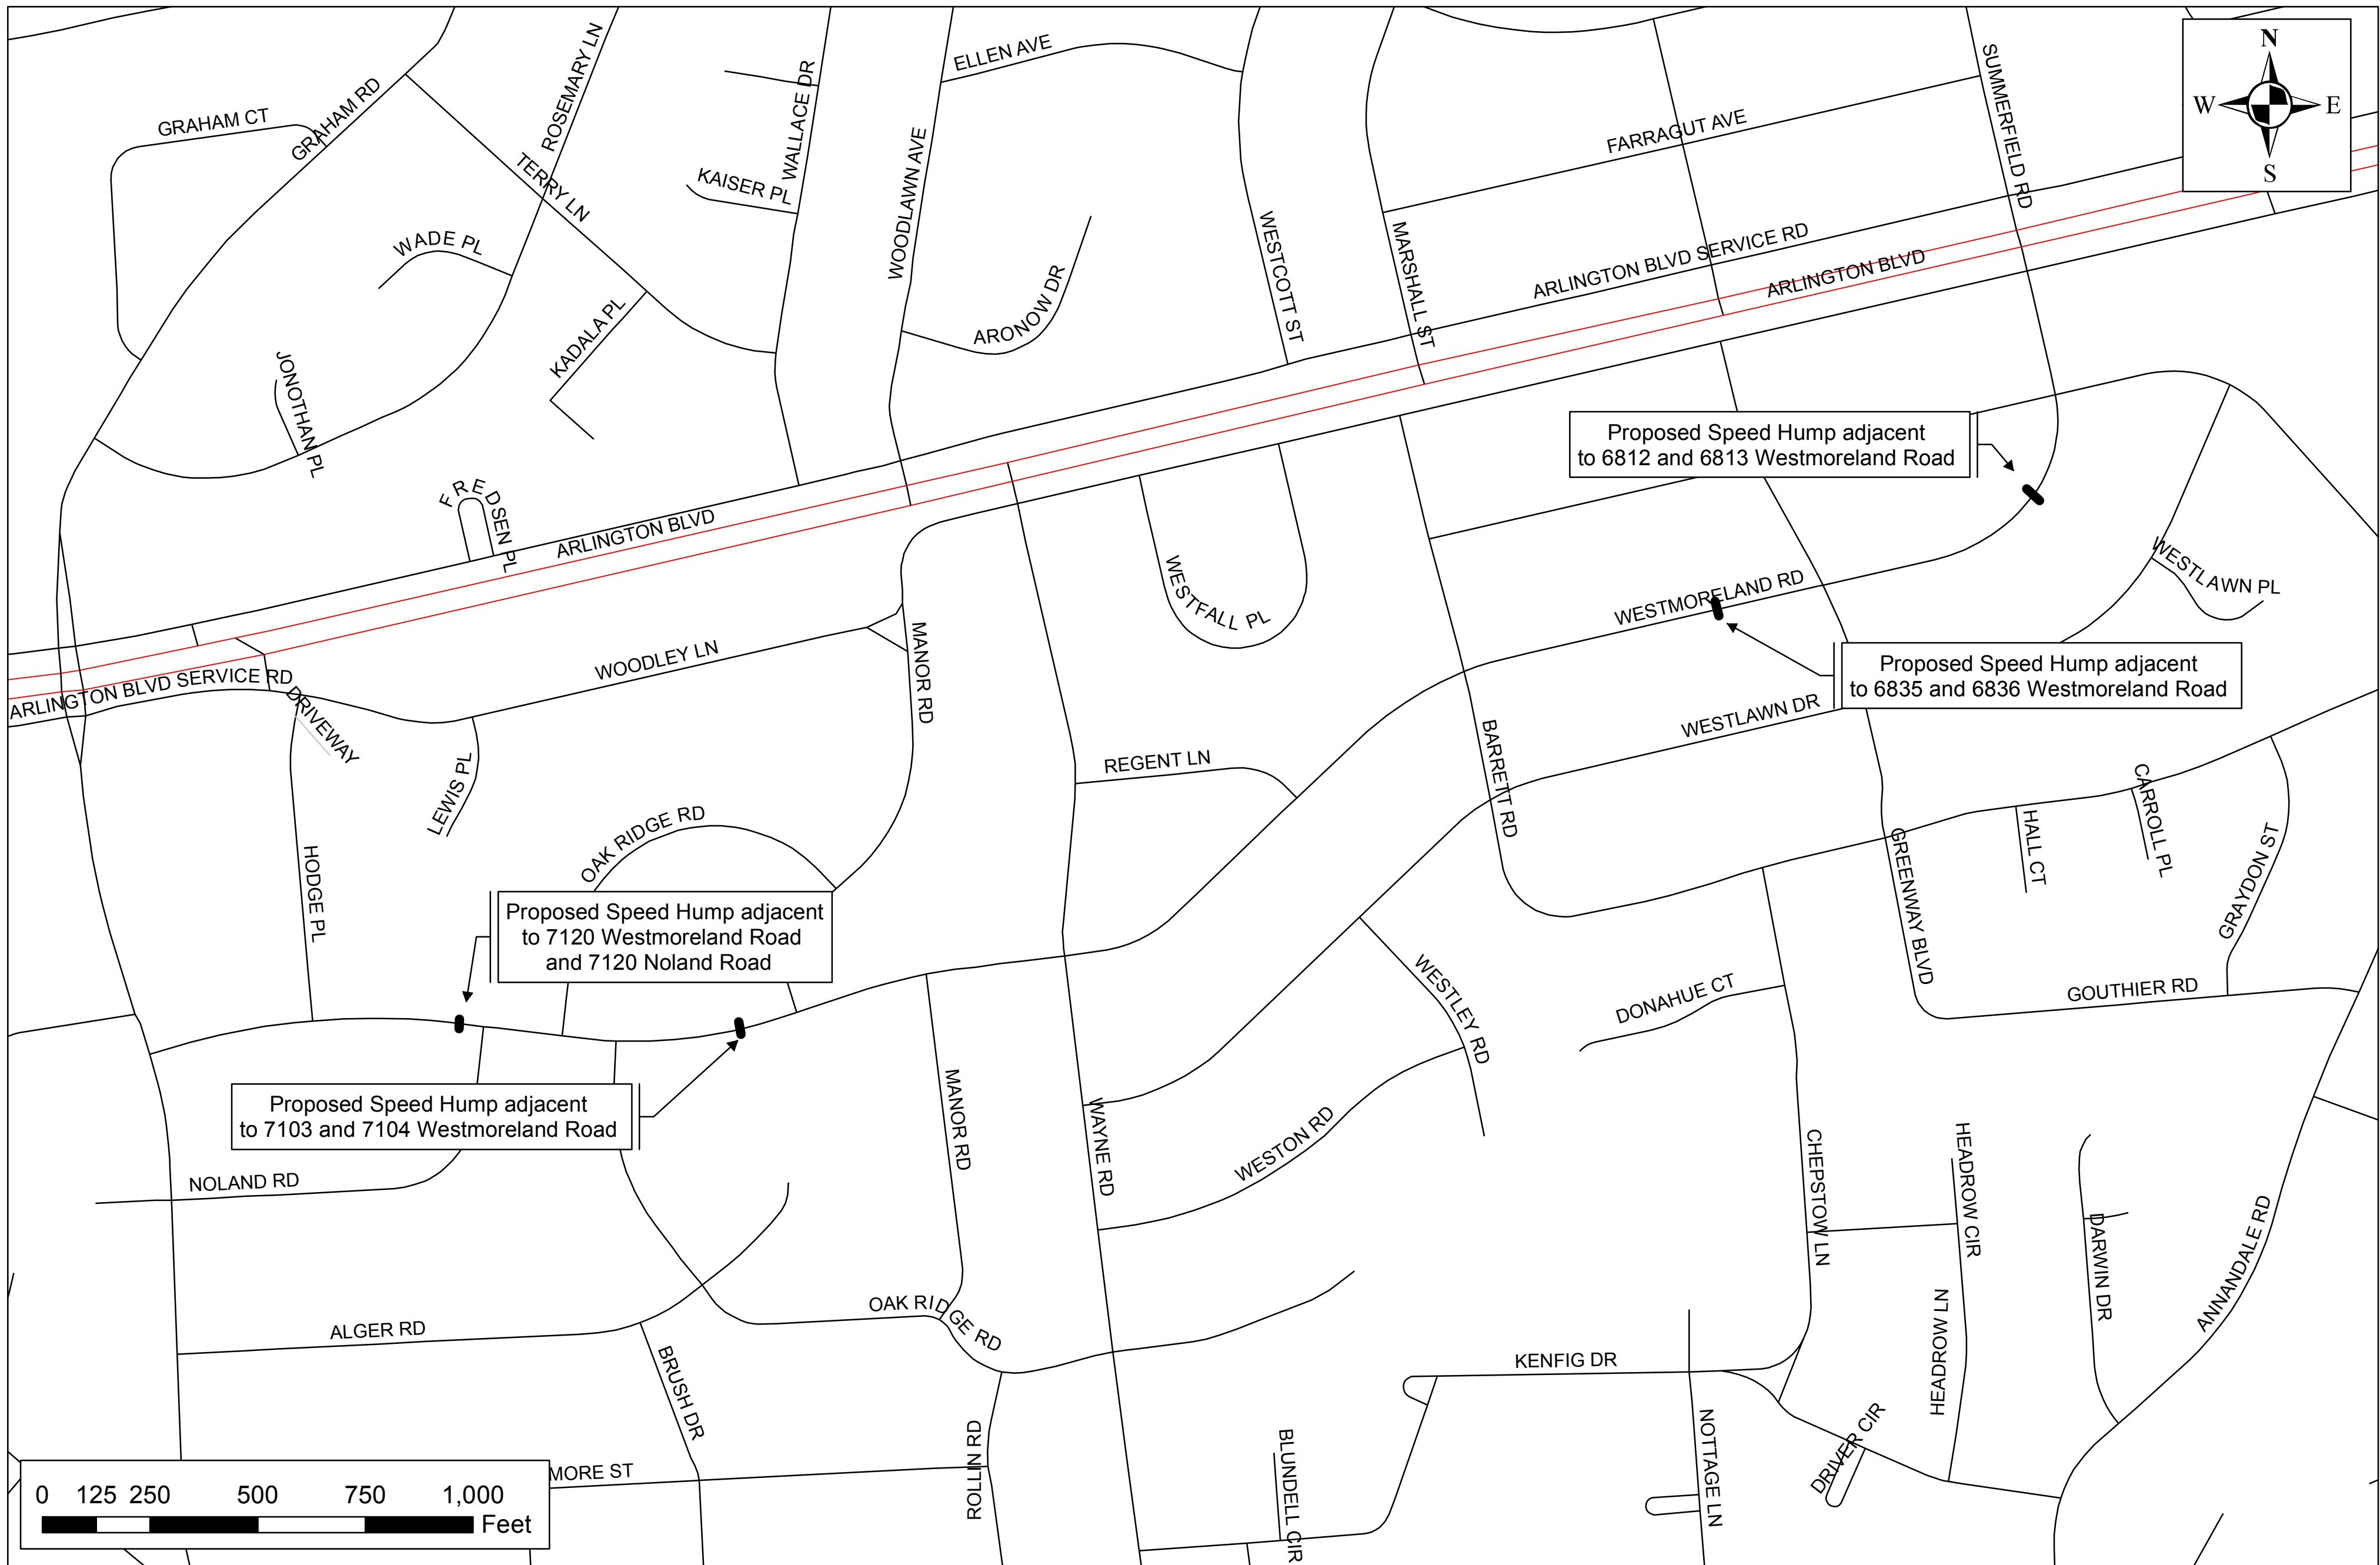 N
W E
S
GRAHAM CT
GRAHAM RD
ROSEMARY LN
TERRY LN
WADE PL
KADALA PL
JONOTHAN PL
KAISER PL
WALLACE DR
WOODLAWN AVE
ELLEN AVE
ARONOW DR
WESTCOTT ST
MARSHALL ST
FARRAGUT AVE
SUMMERFIELD RD
ARLINGTON BLVD SERVICE RD
ARLINGTON BLVD
FREDSEN PL
ARLINGTON BLVD
ARLINGTON BLVD SERVICE RD
DRIVEWAY
WOODLEY LN
LEWIS PL
HODGE PL
MANOR RD
WESTFALL PL
REGENT LN
OAK RIDGE RD
Proposed Speed Hump adjacent
to 6812 and 6813 Westmoreland Road
WESTMORELAND RD
WESTLAWN PL
Proposed Speed Hump adjacent
to 6835 and 6836 Westmoreland Road
WESTLAWN DR
BARRETT RD
GREENWAY BLVD
HALL CT
CARROLL PL
GRAYDON ST
GOUTHIER RD
Proposed Speed Hump adjacent
to 7120 Westmoreland Road
and 7120 Noland Road
Proposed Speed Hump adjacent
to 7103 and 7104 Westmoreland Road
NOLAND RD
MANOR RD
WAYNE RD
WESTLEY RD
WESTON RD
DONAHUE CT
CHEPSTOW LN
HEADROW CIR
HEADROW LN
DARWIN DR
ANNANDALE RD
ALGER RD
BRUSH DR
OAK RIDGE RD
ROLLIN RD
KENFIG DR
NOTTAGE LN
DRIVER CIR
BLUNDELL CIR
MORE ST
0 125 250 500 750 1,000
Feet